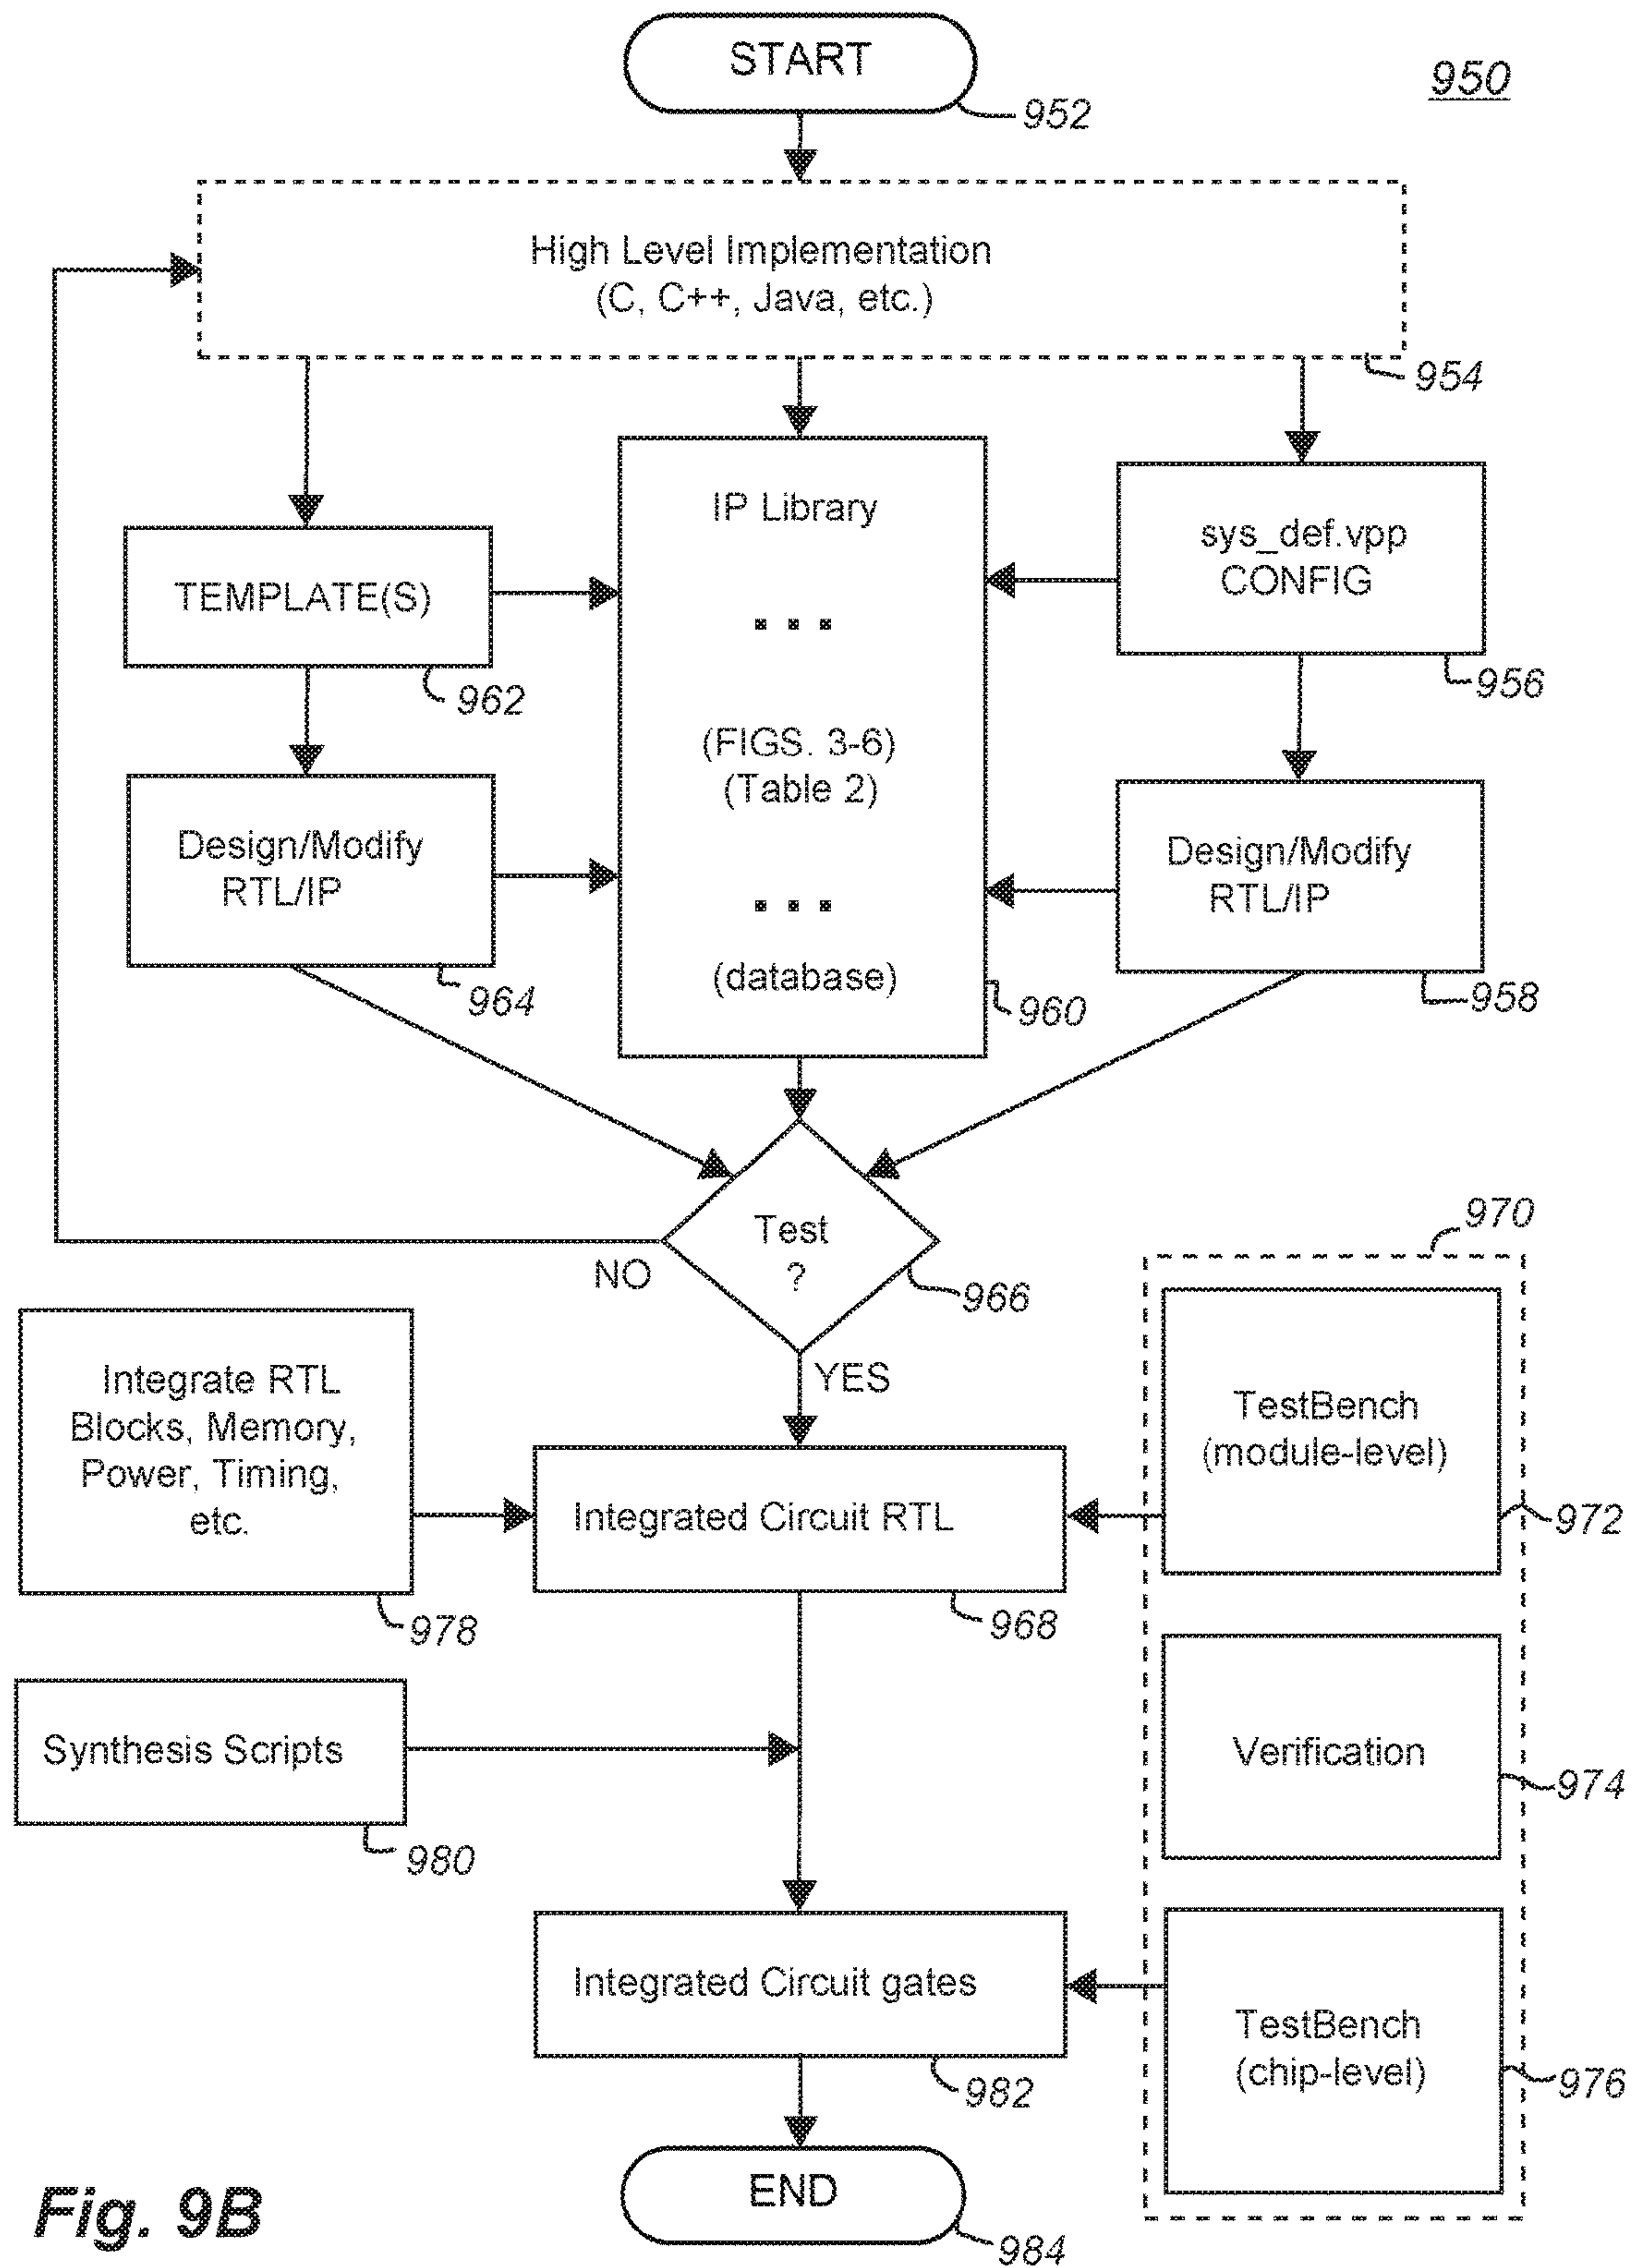 START
950
952
High Level Implementation
(C, C++, Java, etc.)
954
IP Library
...
(FIGS. 3-6)
(Table 2)
...
(database)
960
sys_def.vpp
CONFIG
956
TEMPLATE(S)
962
Design/Modify
RTL/IP
964
Design/Modify
RTL/IP
958
Test
?
966
NO
YES
970
Integrate RTL
Blocks, Memory,
Power, Timing,
etc.
978
Integrated Circuit RTL
968
TestBench
(module-level)
972
Synthesis Scripts
980
Verification
974
Integrated Circuit gates
982
TestBench
(chip-level)
976
END
984
Fig. 9B